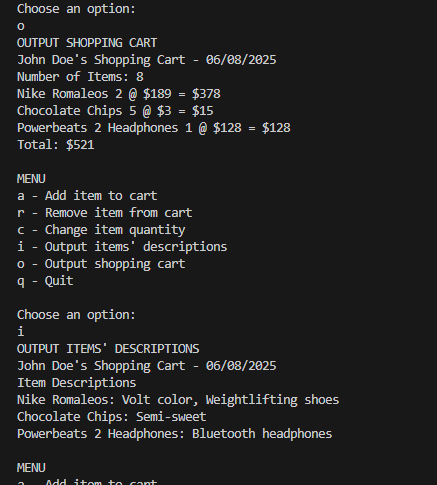 Choose an option:
o
OUTPUT SHOPPING CART
John Doe's Shopping Cart - 06/08/2025
Number of Items: 8
Nike Romaleos 2 @ $189 = $378
Chocolate Chips 5 @ $3 = $15
Powerbeats 2 Headphones 1 @ $128 = $128
Total: $521
MENU
a - Add item to cart
r - Remove item from cart
c - Change item quantity
i - Output items' descriptions
o - Output shopping cart
q - Quit
Choose an option:
i
OUTPUT ITEMS' DESCRIPTIONS
John Doe's Shopping Cart - 06/08/2025
Item Descriptions
Nike Romaleos: Volt color, Weightlifting shoes
Chocolate Chips: Semi-sweet
Powerbeats 2 Headphones: Bluetooth headphones
MENU
a - Add item to cart